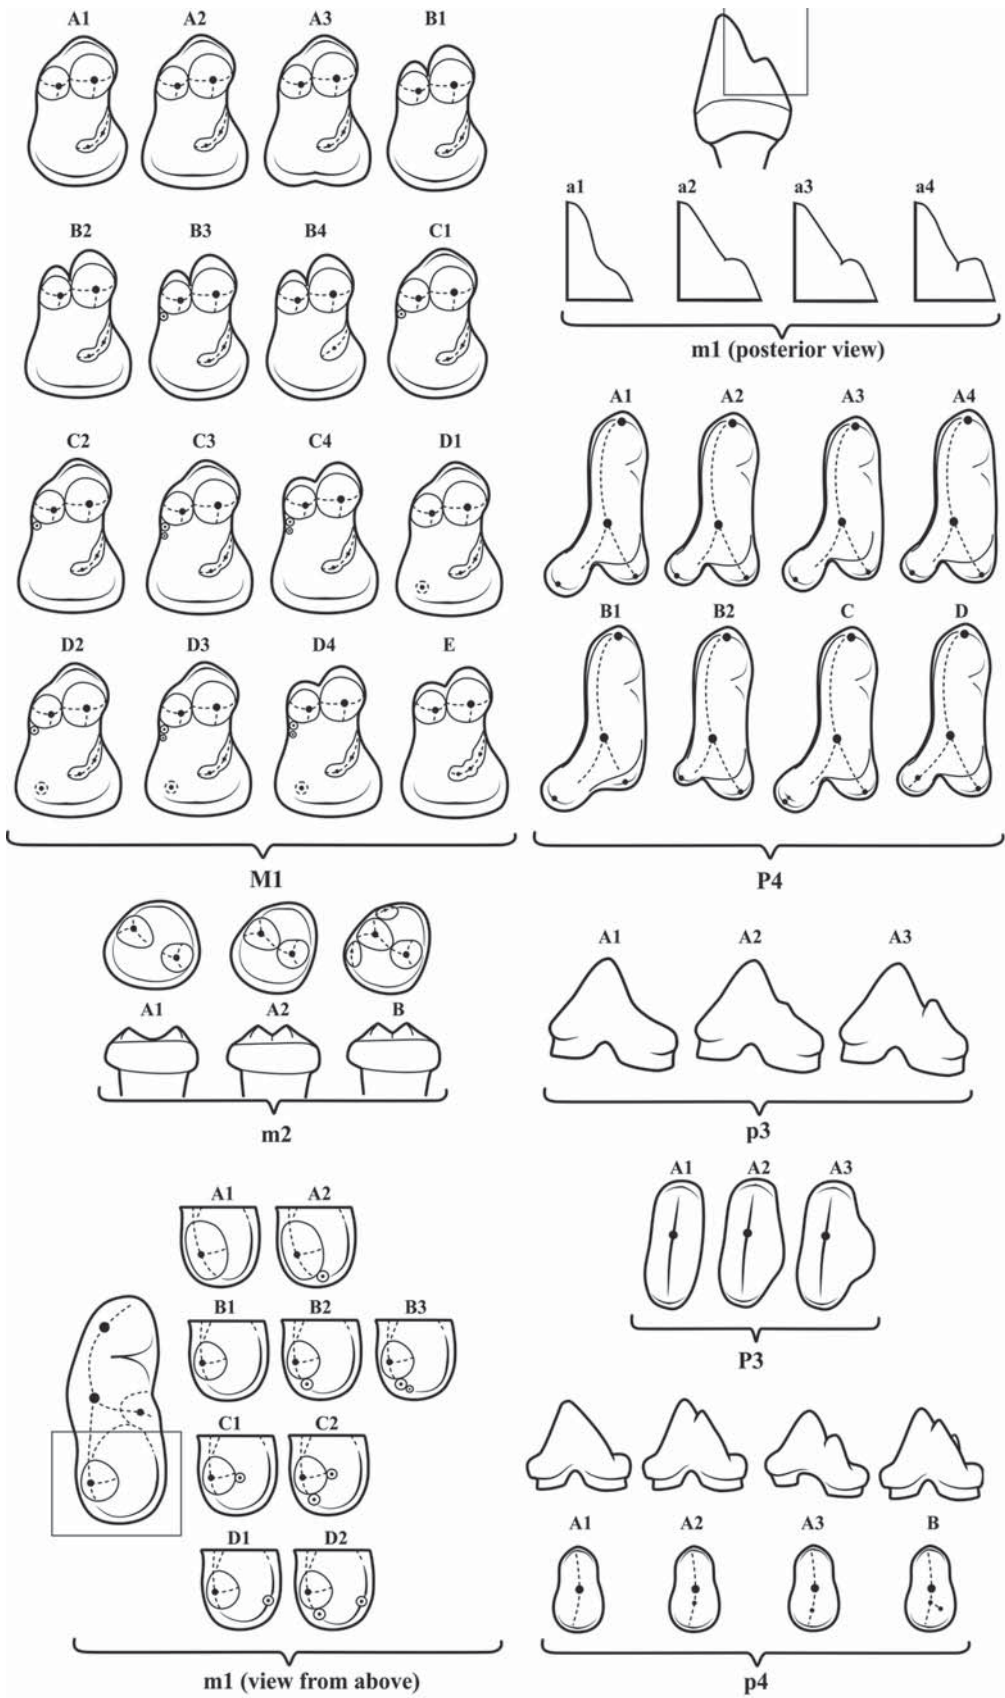 A1 A2 A3 B1
B2 B3 B4 C1
C2 C3 C4 D1
D2 D3 D4 E
M1
a1 a2 a3 a4
m1 (posterior view)
A1 A2 A3 A4
B1 B2 C D
P4
A1 A2 B
m2
A1 A2 A3
p3
A1 A2 A3
P3
A1 A2
B1 B2 B3
C1 C2
D1 D2
m1 (view from above)
A1 A2 A3 B
p4